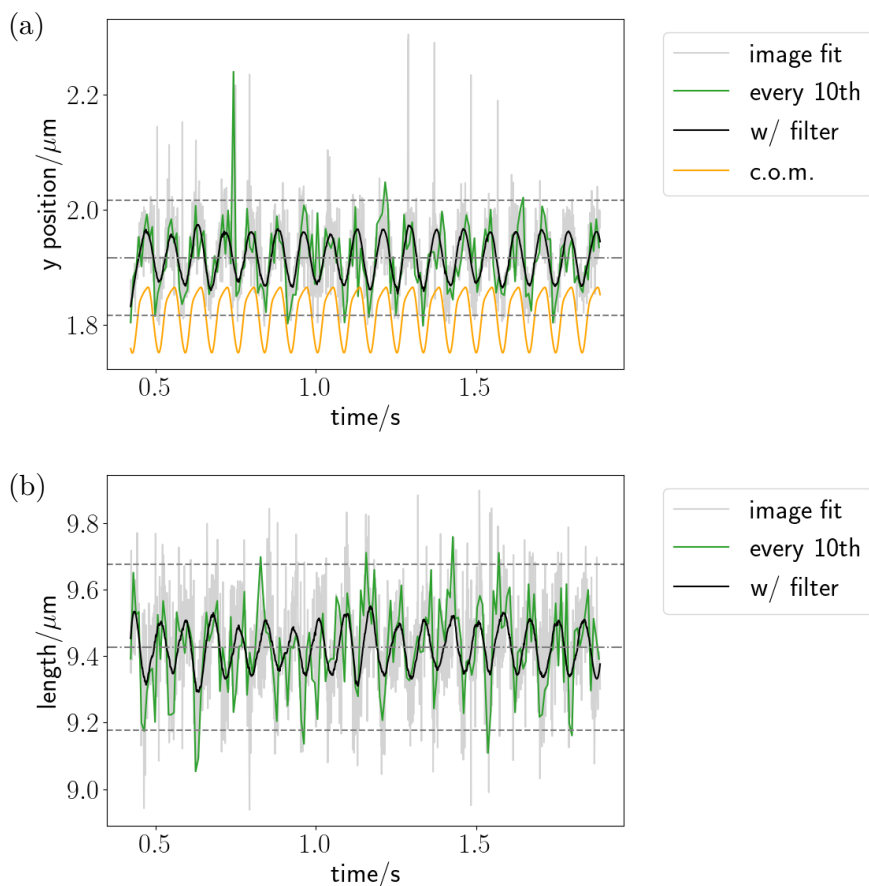 (a)
y position/μm
2.2
2.0
1.8
0.5
1.0
1.5
time/s
image fit
every 10th
w/ filter
c.o.m.
(b)
length/μm
9.8
9.6
9.4
9.2
9.0
0.5
1.0
1.5
time/s
image fit
every 10th
w/ filter